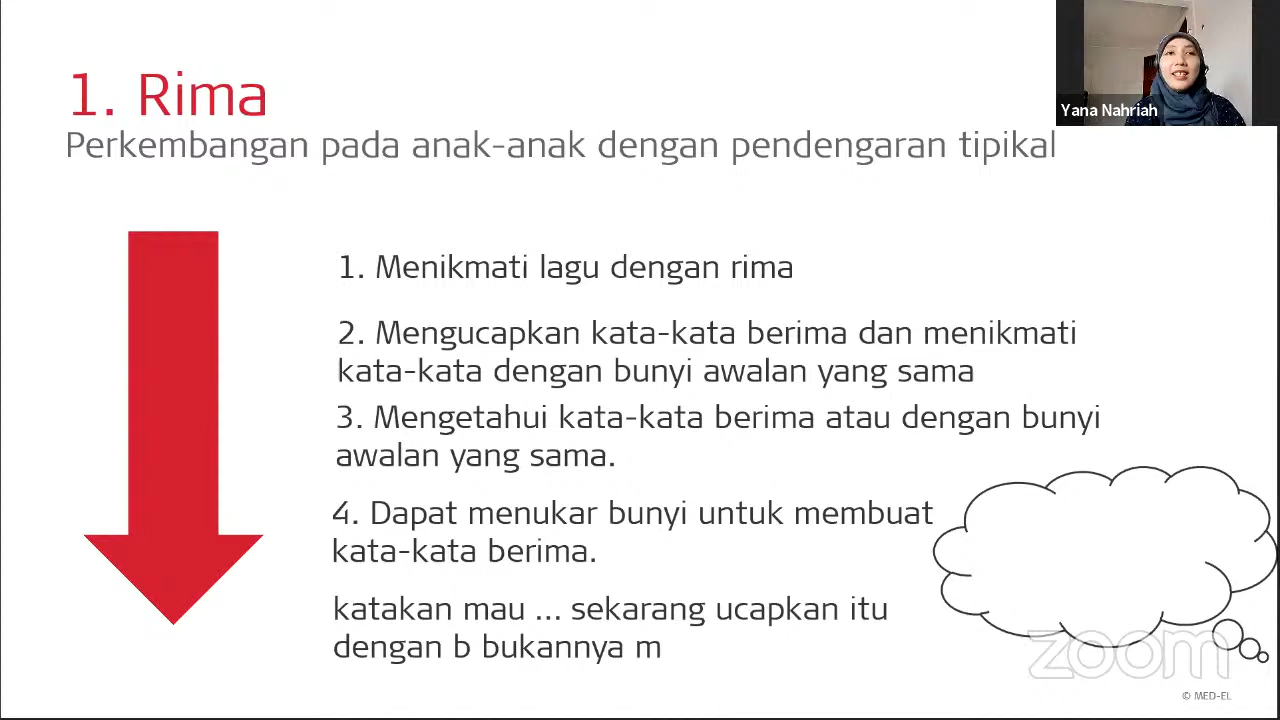 1. Rima
Yana Nahriah
Perkembangan pada anak-anak dengan pendengaran tipikal
1. Menikmati lagu dengan rima
2. Mengucapkan kata-kata berima dan menikmati
kata-kata dengan bunyi awalan yang sama
3. Mengetahui kata-kata berima atau dengan bunyi
awalan yang sama.
4. Dapat menukar bunyi untuk membuat
kata-kata berima.
katakan mau ... sekarang ucapkan itu
dengan b bukannya m
zoom
© MED-EL